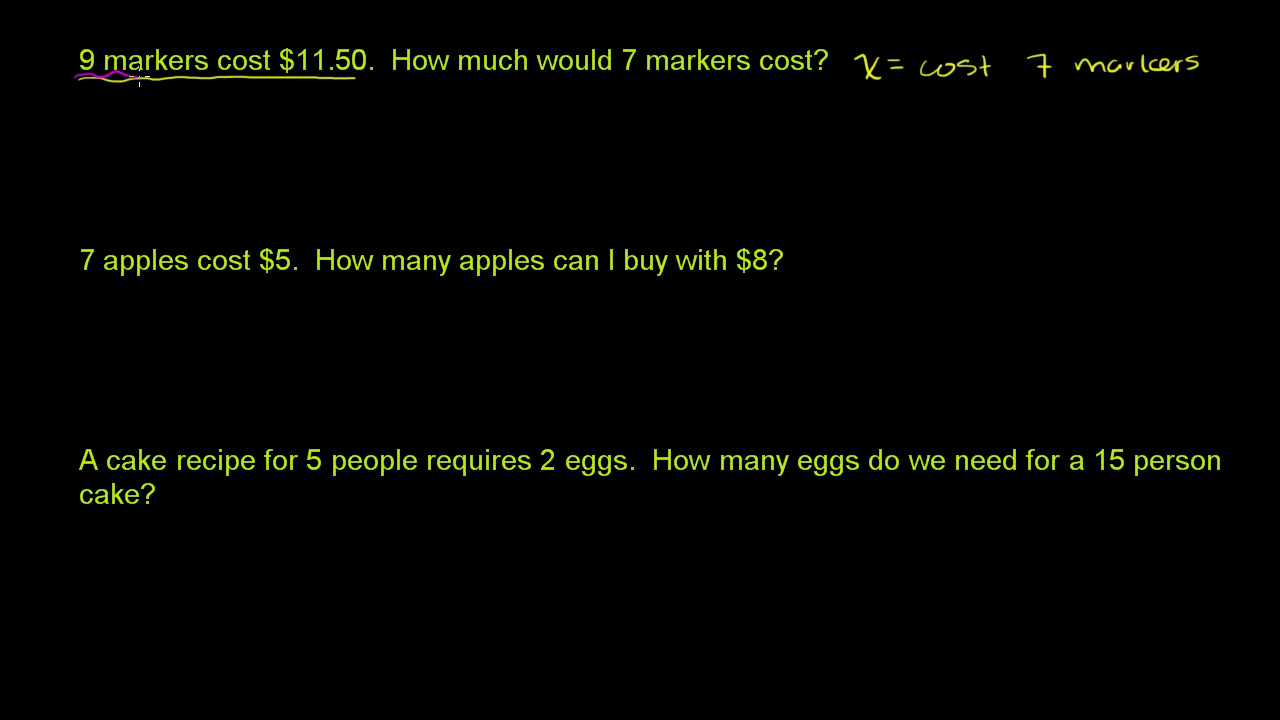 9 markers cost $11.50. How much would 7 markers cost? x = cost 7 markers
7 apples cost $5. How many apples can I buy with $8?
A cake recipe for 5 people requires 2 eggs. How many eggs do we need for a 15 person
cake?